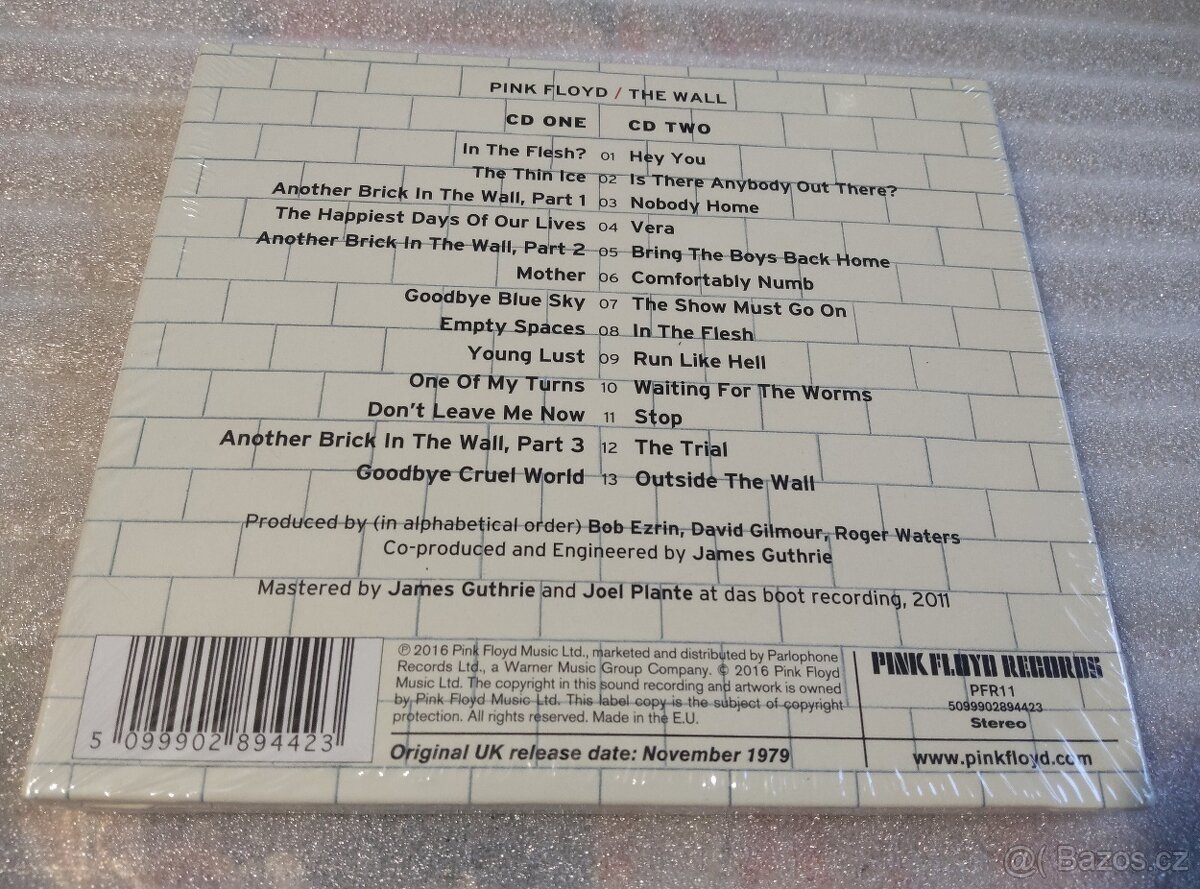 PINK FLOYD / THE WALL
CD ONE CD TWO
In The Flesh? 01 Hey You
The Thin Ice 02 Is There Anybody Out There?
Another Brick In The Wall, Part 1 03 Nobody Home
The Happiest Days Of Our Lives 04 Vera
Another Brick In The Wall, Part 2 05 Bring The Boys Back Home
Mother 06 Comfortably Numb
Goodbye Blue Sky 07 The Show Must Go On
Empty Spaces 08 In The Flesh
Young Lust 09 Run Like Hell
One Of My Turns 10 Waiting For The Worms
Don't Leave Me Now 11 Stop
Another Brick In The Wall, Part 3 12 The Trial
Goodbye Cruel World 13 Outside The Wall
Produced by (in alphabetical order) Bob Ezrin, David Gilmour, Roger Waters
Co-produced and Engineered by James Guthrie
Mastered by James Guthrie and Joel Plante at das boot recording, 2011
5 099902 894423
℗ 2016 Pink Floyd Music Ltd., marketed and distributed by Parlophone
Records Ltd., a Warner Music Group Company. © 2016 Pink Floyd
Music Ltd. The copyright in this sound recording and artwork is owned
by Pink Floyd Music Ltd. This label copy is the subject of copyright
protection. All rights reserved. Made in the E.U.
Original UK release date: November 1979
PINK FLOYD RECORDS
PFR11
5099902894423
Stereo
www.pinkfloyd.com
@( Bazos.cz